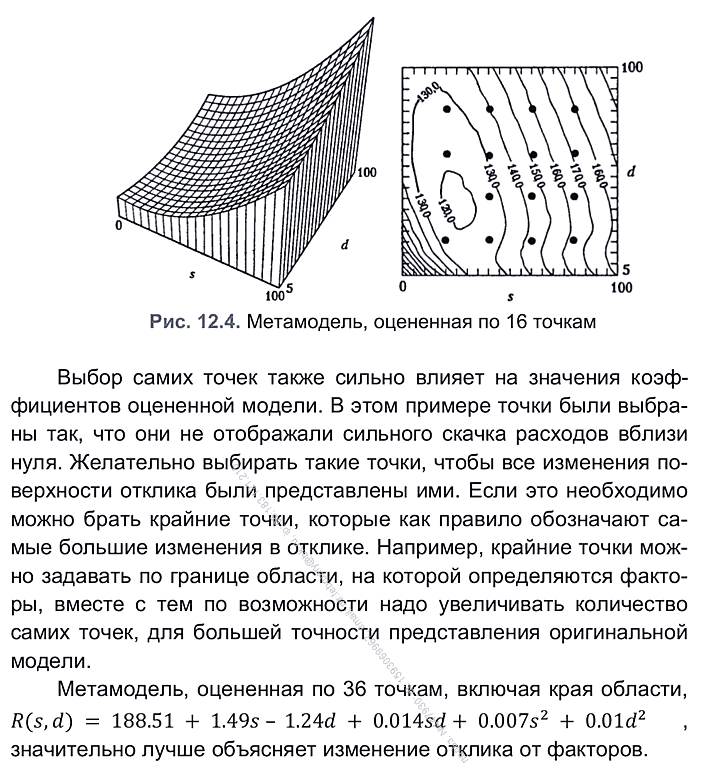 100
0
d
s
100
5
100
130,0
130,0
140,0
150,0
160,0
170,0
160,0
d
130,0
120,0
5
0
s
100
Рис. 12.4. Метамодель, оцененная по 16 точкам
Выбор самих точек также сильно влияет на значения коэф-
фициентов оцененной модели. В этом примере точки были выбра-
ны так, что они не отображали сильного скачка расходов вблизи
нуля. Желательно выбирать такие точки, чтобы все изменения по-
верхности отклика были представлены ими. Если это необходимо
можно брать крайние точки, которые как правило обозначают са-
мые большие изменения в отклике. Например, крайние точки мож-
но задавать по границе области, на которой определяются факто-
ры, вместе с тем по возможности надо увеличивать количество
самих точек, для большей точности представления оригинальной
модели.
Метамодель, оцененная по 36 точкам, включая края области,
R(s, d) = 188.51 + 1.49s – 1.24d + 0.014sd + 0.007s² + 0.01d² ,
значительно лучше объясняет изменение отклика от факторов.